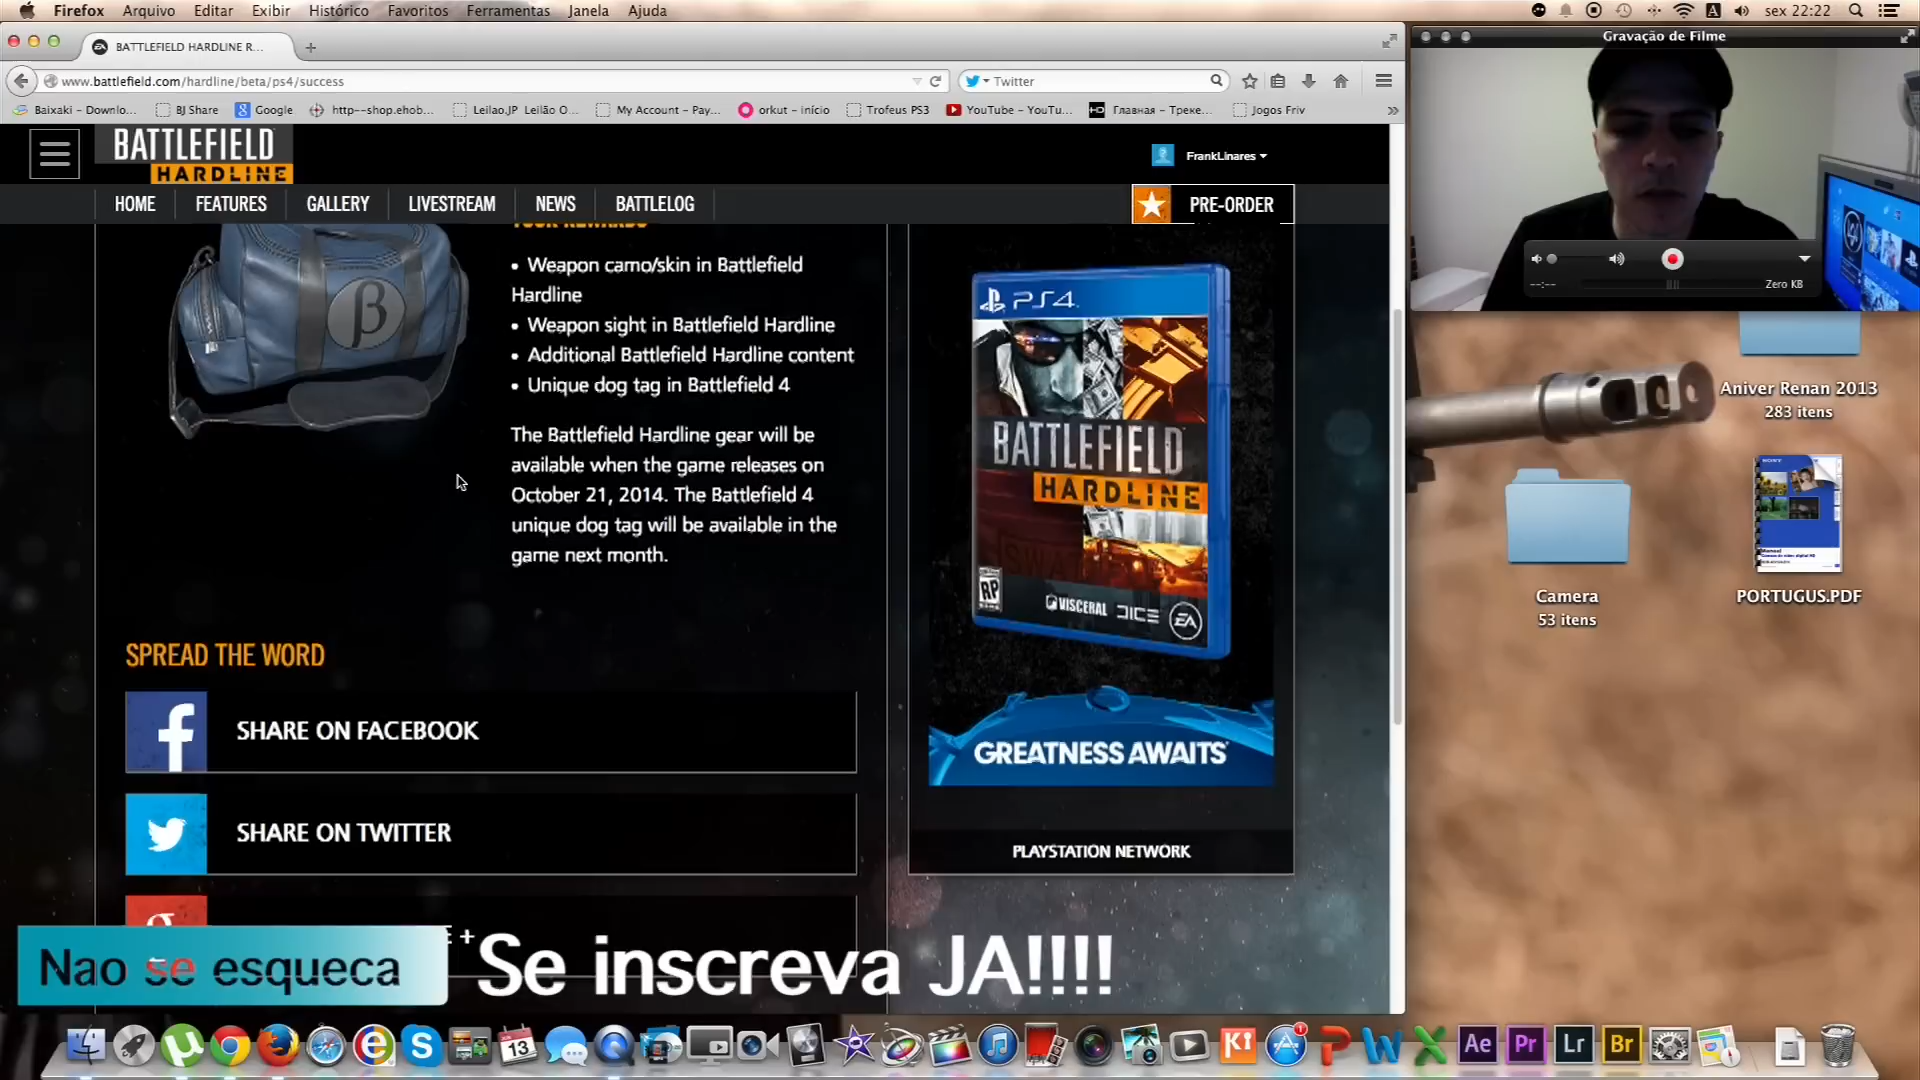 Firefox Arquivo Editar Exibir Histórico Favoritos Ferramentas Janela Ajuda
A sex 22:22
BATTLEFIELD HARDLINE R...
www.battlefield.com/hardline/beta/ps4/success
Twitter
Baixaki - Downlo... BJ Share Google http--shop.ehob... Leilao.JP Leilão O... My Account - Pay... orkut - início Trofeus PS3 YouTube - YouTu... Главная - Треке... Jogos Friv
BATTLEFIELD
HARDLINE
FrankLinares
HOME FEATURES GALLERY LIVESTREAM NEWS BATTLELOG PRE-ORDER
YOUR REWARDS
• Weapon camo/skin in Battlefield
Hardline
• Weapon sight in Battlefield Hardline
• Additional Battlefield Hardline content
• Unique dog tag in Battlefield 4
The Battlefield Hardline gear will be
available when the game releases on
October 21, 2014. The Battlefield 4
unique dog tag will be available in the
game next month.
β
SPREAD THE WORD
SHARE ON FACEBOOK
SHARE ON TWITTER
E+
PS4
BATTLEFIELD
HARDLINE
RP
VISCERAL DICE EA
GREATNESS AWAITS
PLAYSTATION NETWORK
Gravação de Filme
--:-- Zero KB
Aniver Renan 2013
283 itens
Camera
53 itens
PORTUGUS.PDF
Nao se esqueca
Se inscreva JA!!!!
13
1
Ae Pr Lr Br